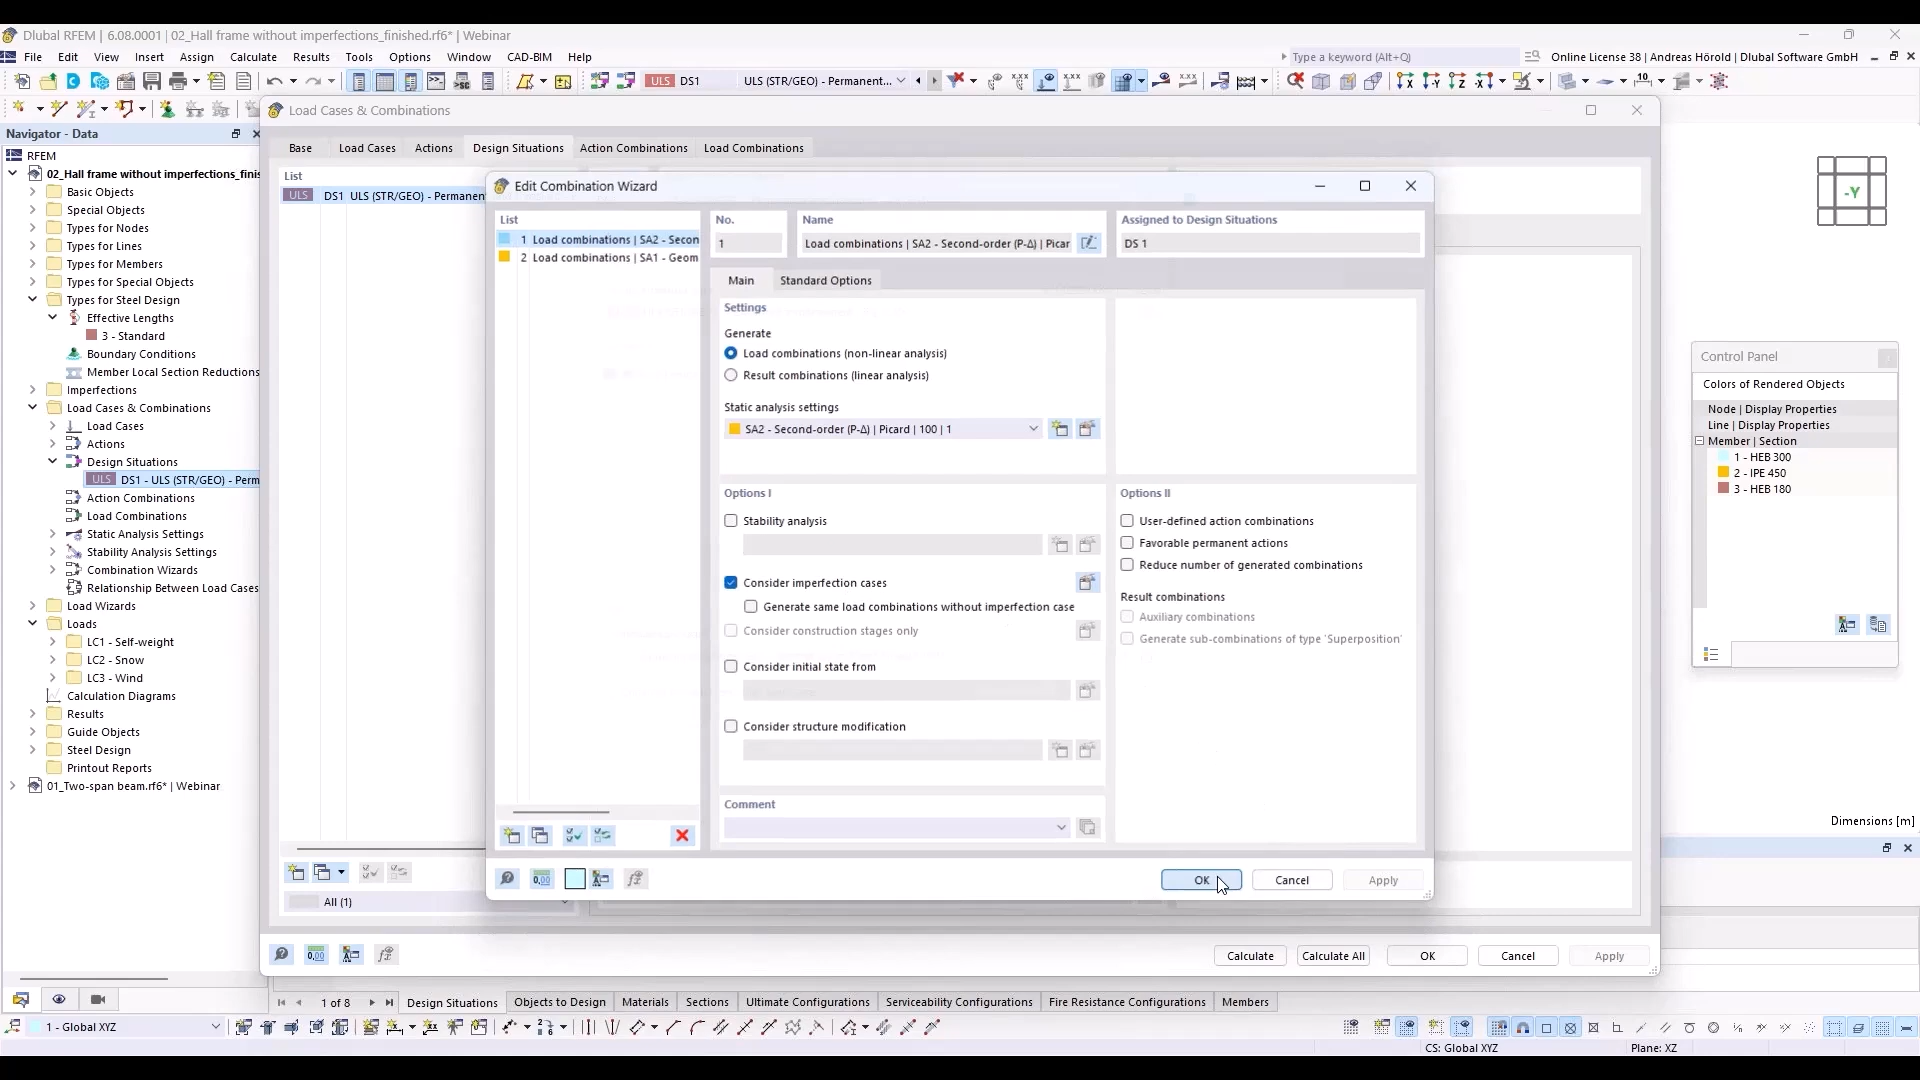 Dlubal RFEM | 6.08.0001 | 02_Hall frame without imperfections_finished.rf6* | Webinar
File Edit View Insert Assign Calculate Results Tools Options Window CAD-BIM Help
Type a keyword (Alt+Q)
Online License 38 | Andreas Hörold | Dlubal Software GmbH
ULS DS1 ULS (STR/GEO) - Permanent...
Navigator - Data
RFEM
02_Hall frame without imperfections_finis
Basic Objects
Special Objects
Types for Nodes
Types for Lines
Types for Members
Types for Special Objects
Types for Steel Design
Effective Lengths
3 - Standard
Boundary Conditions
Member Local Section Reductions
Imperfections
Load Cases & Combinations
Load Cases
Actions
Design Situations
ULS DS1 - ULS (STR/GEO) - Perm
Action Combinations
Load Combinations
Static Analysis Settings
Stability Analysis Settings
Combination Wizards
Relationship Between Load Cases
Load Wizards
Loads
LC1 - Self-weight
LC2 - Snow
LC3 - Wind
Calculation Diagrams
Results
Guide Objects
Steel Design
Printout Reports
01_Two-span beam.rf6* | Webinar
1 - Global XYZ
Load Cases & Combinations
Base Load Cases Actions Design Situations Action Combinations Load Combinations
List
ULS DS1 ULS (STR/GEO) - Permanen
All (1)
Calculate Calculate All OK Cancel Apply
Edit Combination Wizard
List
1 Load combinations | SA2 - Secon
2 Load combinations | SA1 - Geom
No.
1
Name
Load combinations | SA2 - Second-order (P-Δ) | Picar
Assigned to Design Situations
DS 1
Main Standard Options
Settings
Generate
Load combinations (non-linear analysis)
Result combinations (linear analysis)
Static analysis settings
SA2 - Second-order (P-Δ) | Picard | 100 | 1
Options I
Stability analysis
Consider imperfection cases
Generate same load combinations without imperfection case
Consider construction stages only
Consider initial state from
Consider structure modification
Comment
Options II
User-defined action combinations
Favorable permanent actions
Reduce number of generated combinations
Result combinations
Auxiliary combinations
Generate sub-combinations of type 'Superposition'
0,00
OK Cancel Apply
0,00
-Y
Control Panel
Colors of Rendered Objects
Node | Display Properties
Line | Display Properties
Member | Section
1 - HEB 300
2 - IPE 450
3 - HEB 180
Dimensions [m]
1 of 8 Design Situations Objects to Design Materials Sections Ultimate Configurations Serviceability Configurations Fire Resistance Configurations Members
CS: Global XYZ Plane: XZ